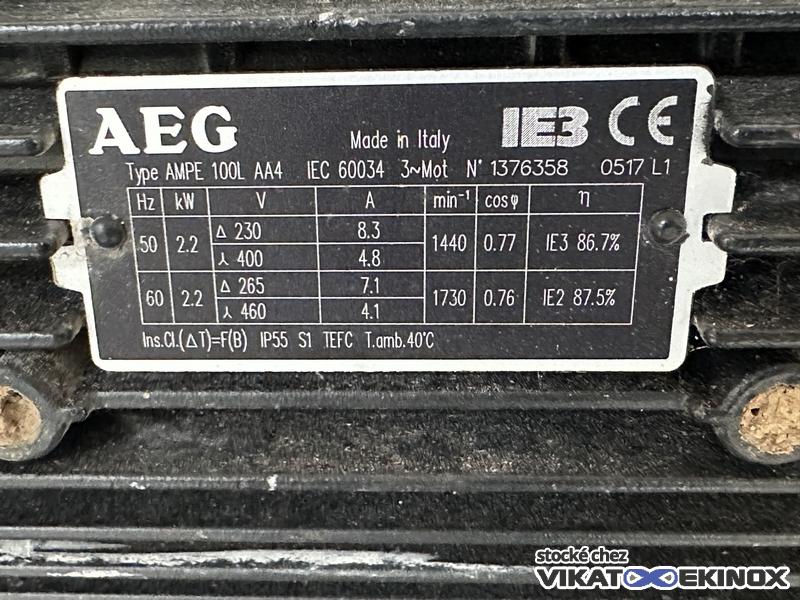 AEG Made in Italy IE3 CE
Type AMPE 100L AA4 IEC 60034 3~Mot N° 1376358 0517 L1
Hz kW V A min⁻¹ cosφ η
50 2.2 Δ 230 8.3 1440 0.77 IE3 86.7%
⅄ 400 4.8
60 2.2 Δ 265 7.1 1730 0.76 IE2 87.5%
⅄ 460 4.1
Ins.Cl.(ΔT)=F(B) IP55 S1 TEFC T.amb.40°C
stocké chez
VIKATOOEKINOX